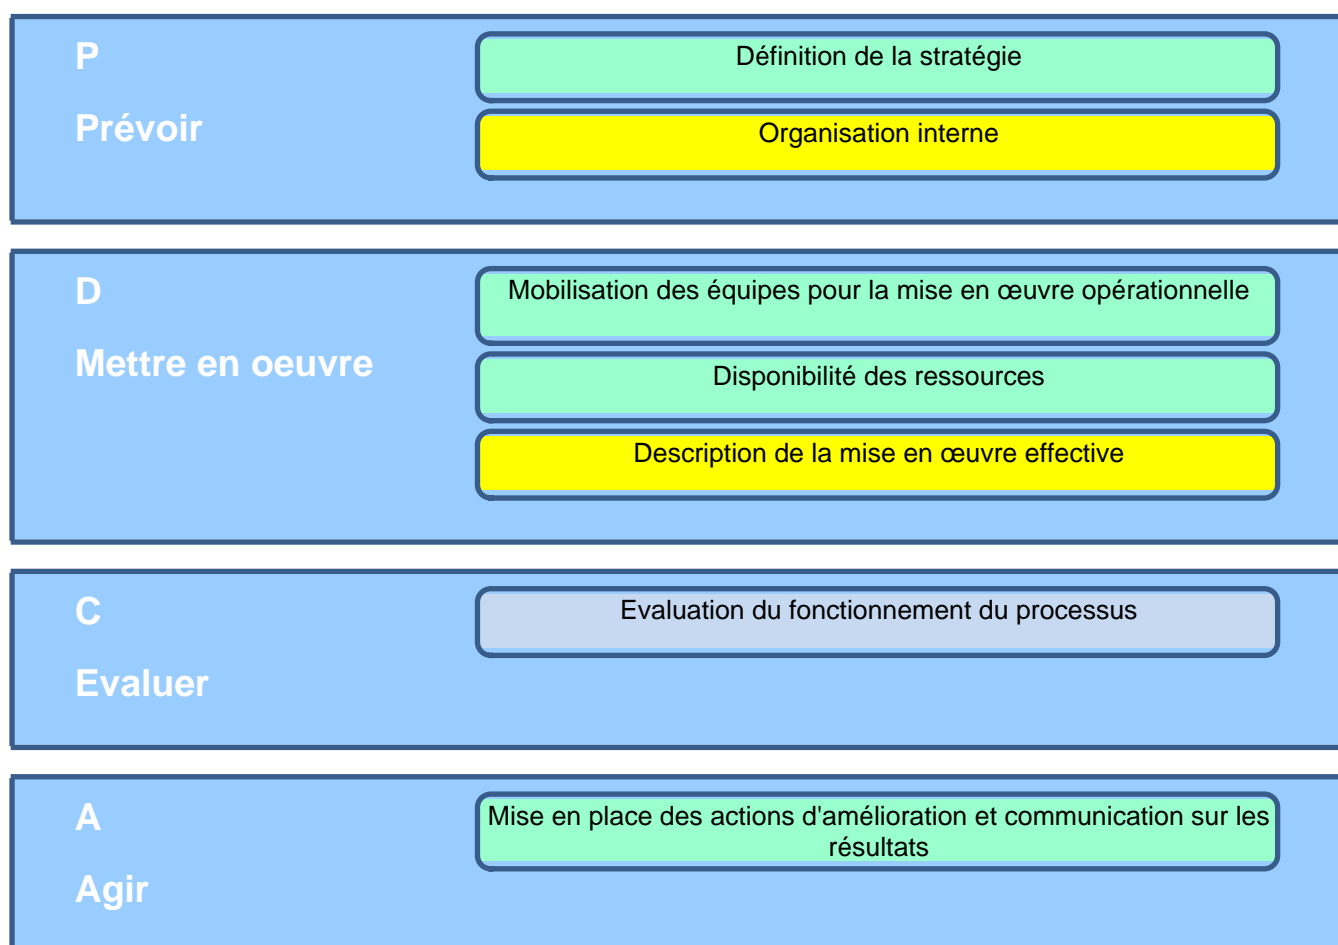 P
Prévoir
Définition de la stratégie
Organisation interne
D
Mettre en oeuvre
Mobilisation des équipes pour la mise en œuvre opérationnelle
Disponibilité des ressources
Description de la mise en œuvre effective
C
Evaluer
Evaluation du fonctionnement du processus
A
Agir
Mise en place des actions d'amélioration et communication sur les
résultats